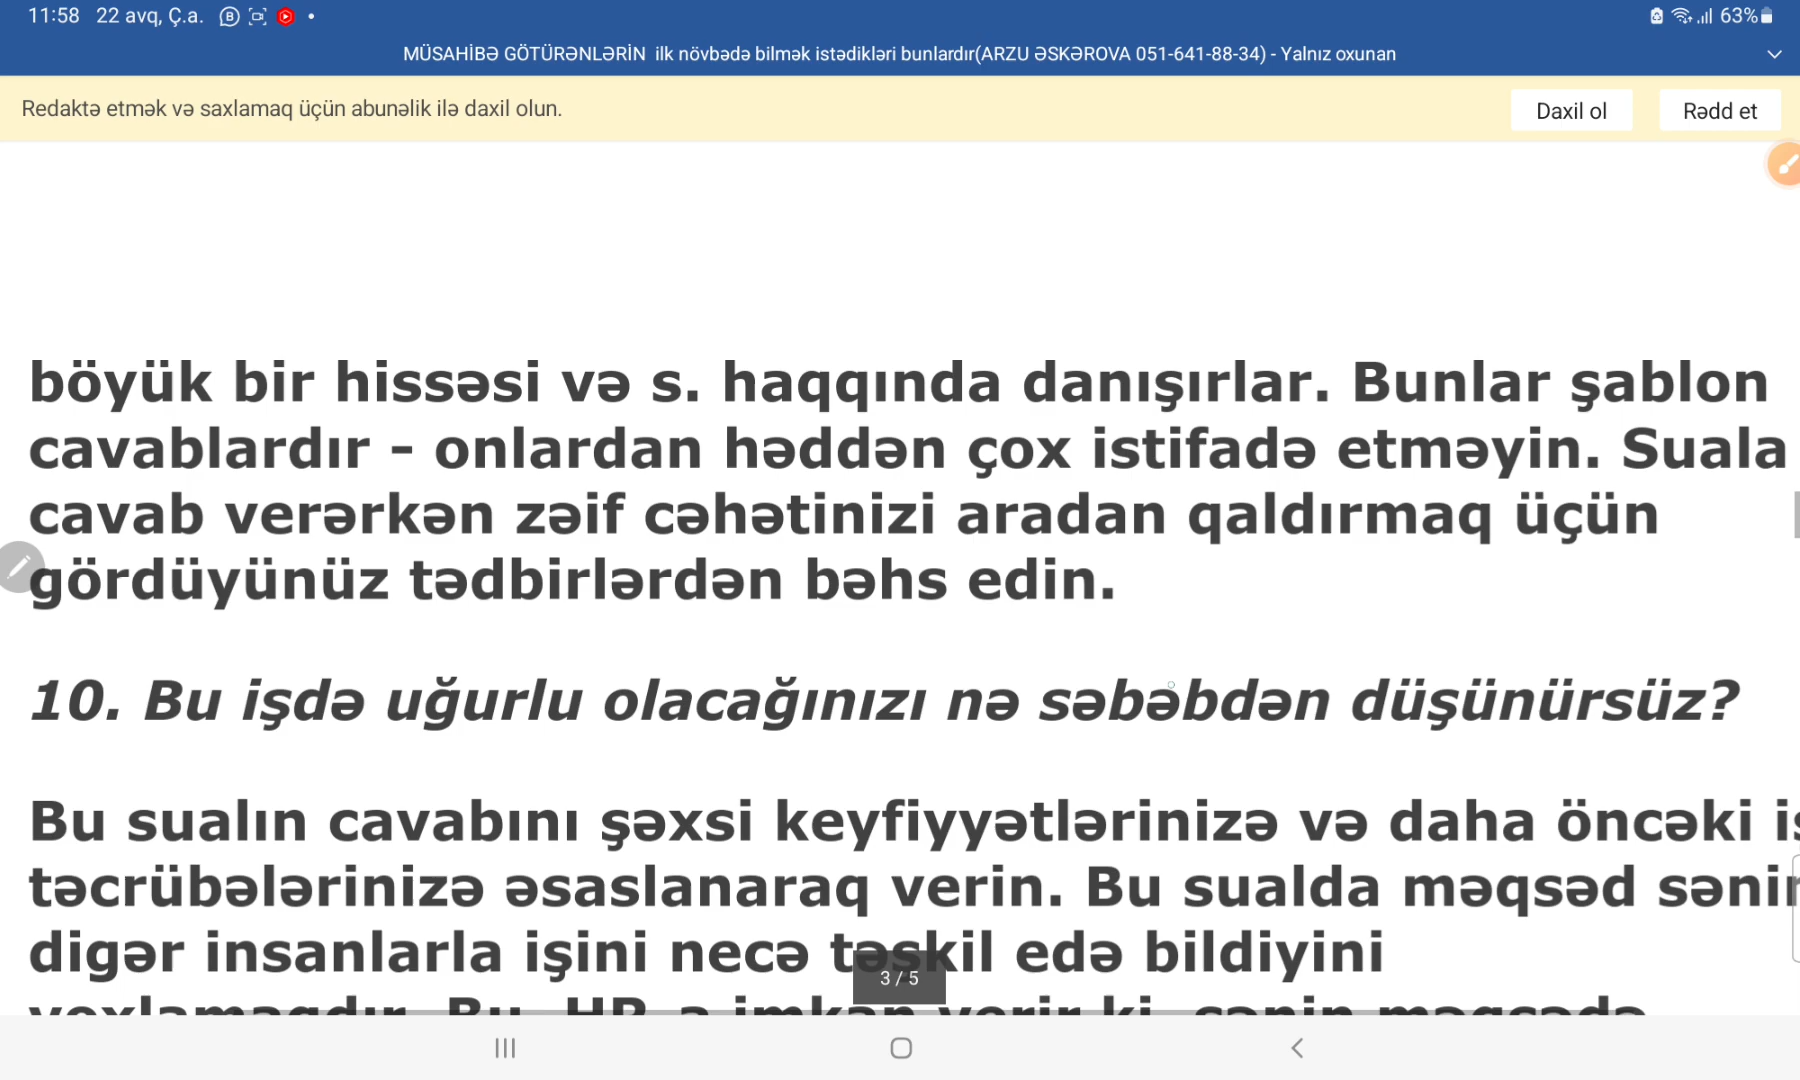 11:58 22 avq, Ç.a. 63%
MÜSAHİBƏ GÖTÜRƏNLƏRİN ilk növbədə bilmək istədikləri bunlardır(ARZU ƏSKƏROVA 051-641-88-34) - Yalnız oxunan
Redaktə etmək və saxlamaq üçün abunəlik ilə daxil olun. Daxil ol Rədd et
böyük bir hissəsi və s. haqqında danışırlar. Bunlar şablon
cavablardır - onlardan həddən çox istifadə etməyin. Suala
cavab verərkən zəif cəhətinizi aradan qaldırmaq üçün
gördüyünüz tədbirlərdən bəhs edin.
10. Bu işdə uğurlu olacağınızı nə səbəbdən düşünürsüz?
Bu sualın cavabını şəxsi keyfiyyətlərinizə və daha öncəki
təcrübələrinizə əsaslanaraq verin. Bu sualda məqsəd
digər insanlarla işini necə təşkil edə bildiyini
3 / 5